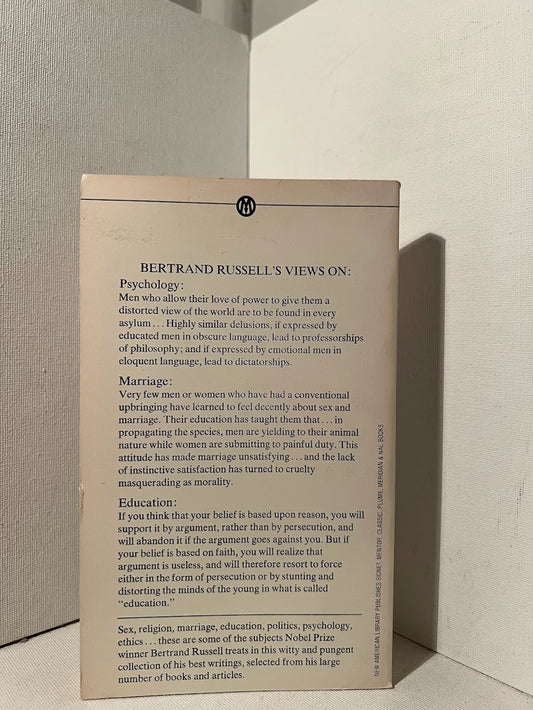 BERTRAND RUSSELL'S VIEWS ON:
Psychology:
Men who allow their love of power to give them a
distorted view of the world are to be found in every
asylum . . . Highly similar delusions, if expressed by
educated men in obscure language, lead to professorships
of philosophy; and if expressed by emotional men in
eloquent language, lead to dictatorships.
Marriage:
Very few men or women who have had a conventional
upbringing have learned to feel decently about sex and
marriage. Their education has taught them that . . . in
propagating the species, men are yielding to their animal
nature while women are submitting to painful duty. This
attitude has made marriage unsatisfying . . . and the lack
of instinctive satisfaction has turned to cruelty
masquerading as morality.
Education:
If you think that your belief is based upon reason, you will
support it by argument, rather than by persecution, and
will abandon it if the argument goes against you. But if
your belief is based on faith, you will realize that
argument is useless, and will therefore resort to force
either in the form of persecution or by stunting and
distorting the minds of the young in what is called
"education."
Sex, religion, marriage, education, politics, psychology,
ethics . . . these are some of the subjects Nobel Prize
winner Bertrand Russell treats in this witty and pungent
collection of his best writings, selected from his large
number of books and articles.
NEW AMERICAN LIBRARY PUBLISHES SIGNET, MENTOR, CLASSIC, PLUME, MERIDIAN & NAL BOOKS